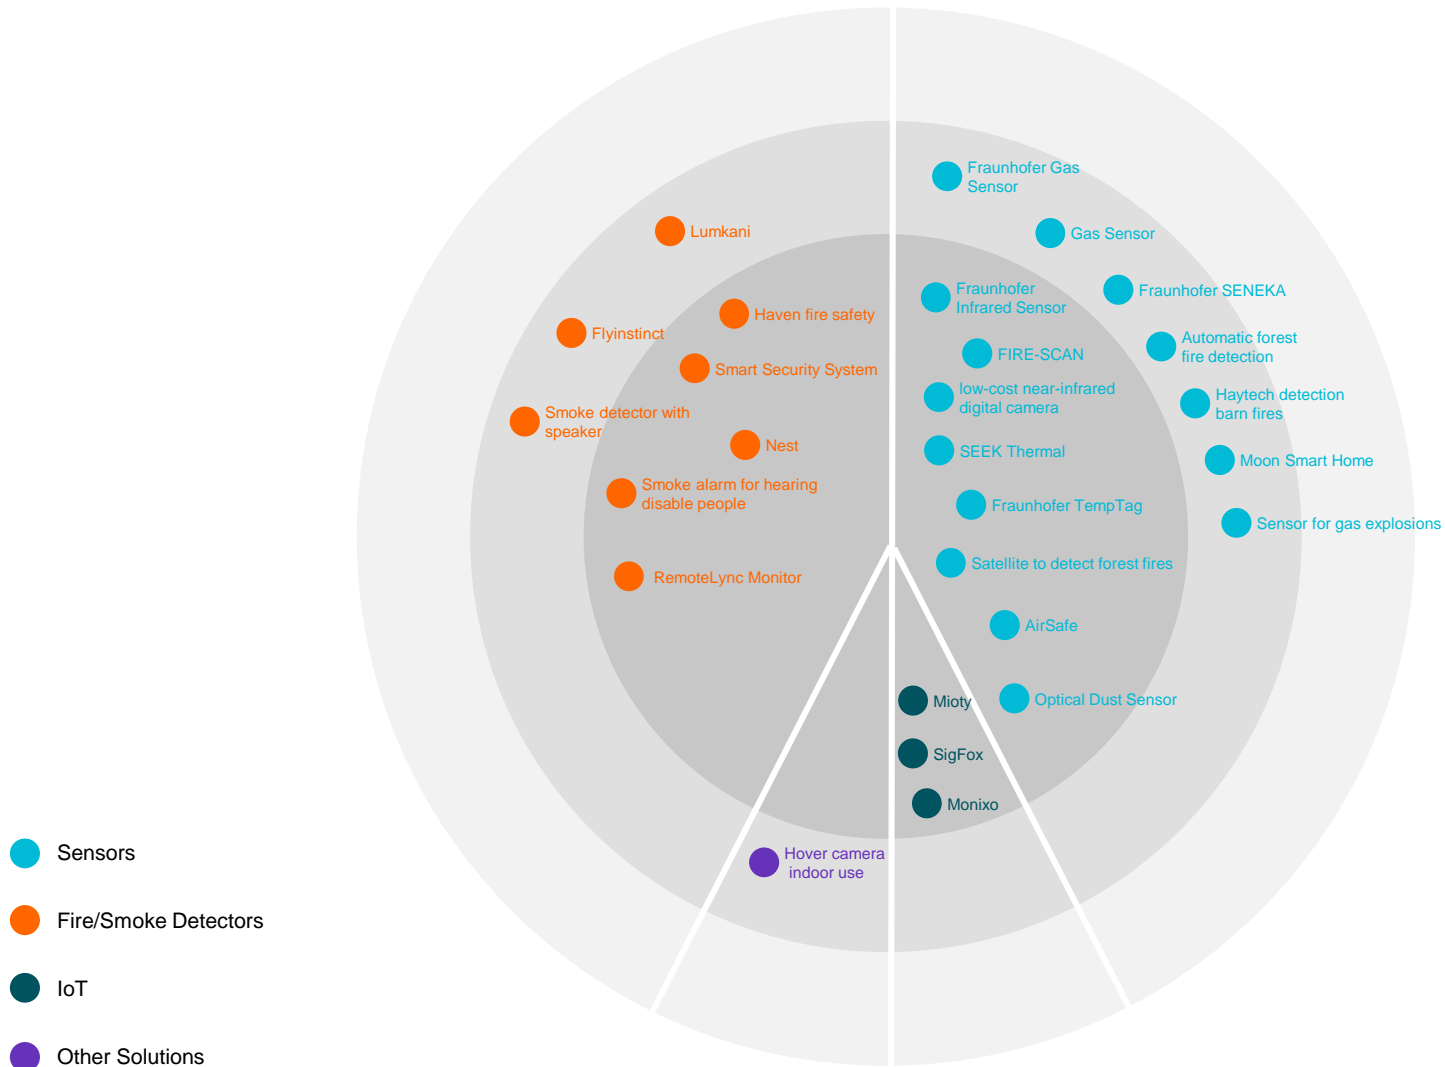 Fraunhofer Gas
Sensor
Lumkani
Gas Sensor
Fraunhofer
Infrared Sensor
Fraunhofer SENEKA
Haven fire safety
Flyinstinct
Automatic forest
fire detection
FIRE-SCAN
Smart Security System
low-cost near-infrared
digital camera
Haytech detection
barn fires
Smoke detector with
speaker
Nest
SEEK Thermal
Moon Smart Home
Smoke alarm for hearing
disable people
Fraunhofer TempTag
Sensor for gas explosions
RemoteLync Monitor
Satellite to detect forest fires
AirSafe
Mioty
Optical Dust Sensor
SigFox
Monixo
Hover camera
indoor use
Sensors
Fire/Smoke Detectors
IoT
Other Solutions